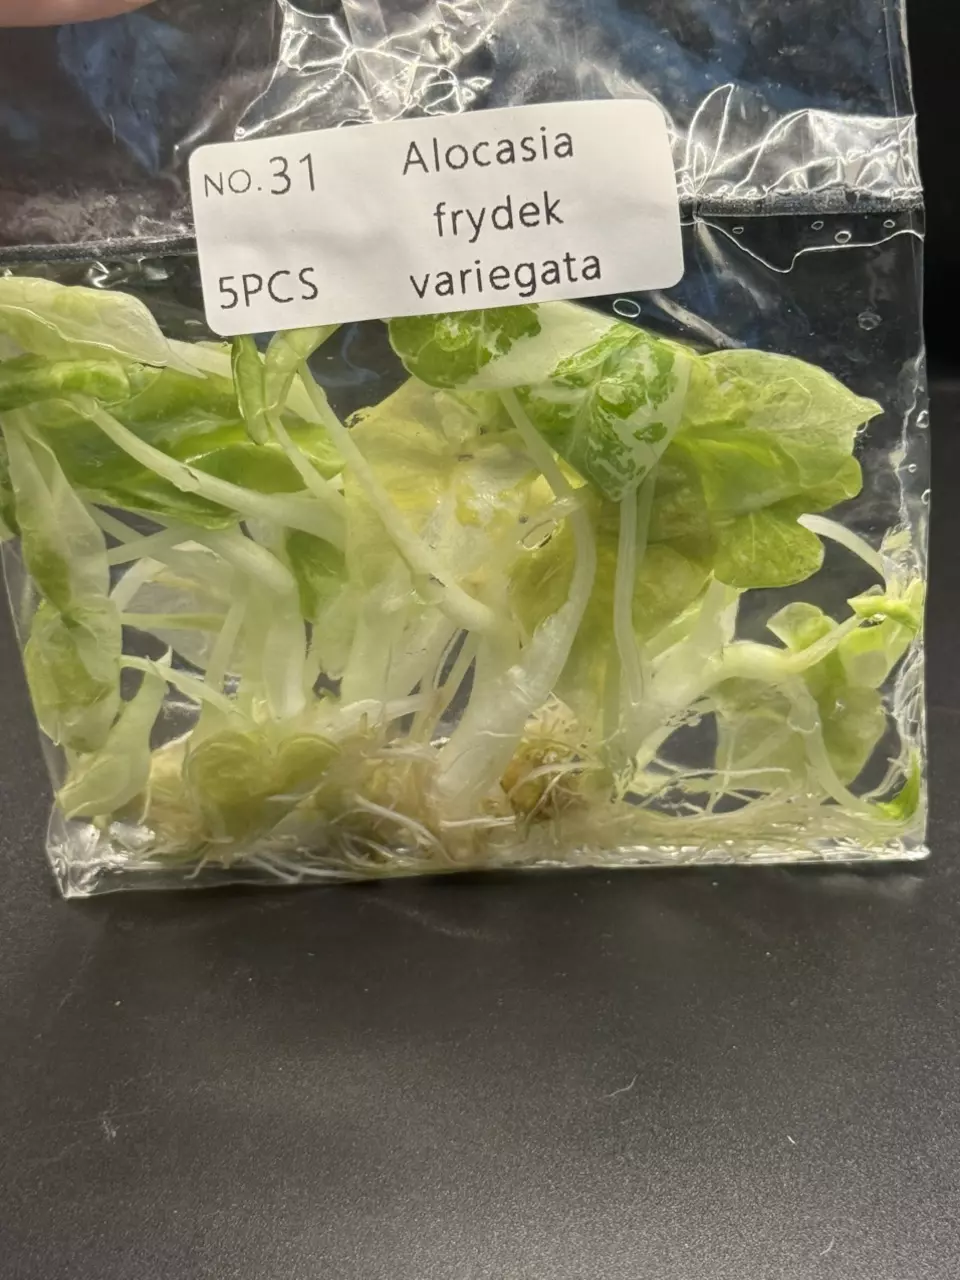 NO.31 Alocasia
frydek
5PCS variegata